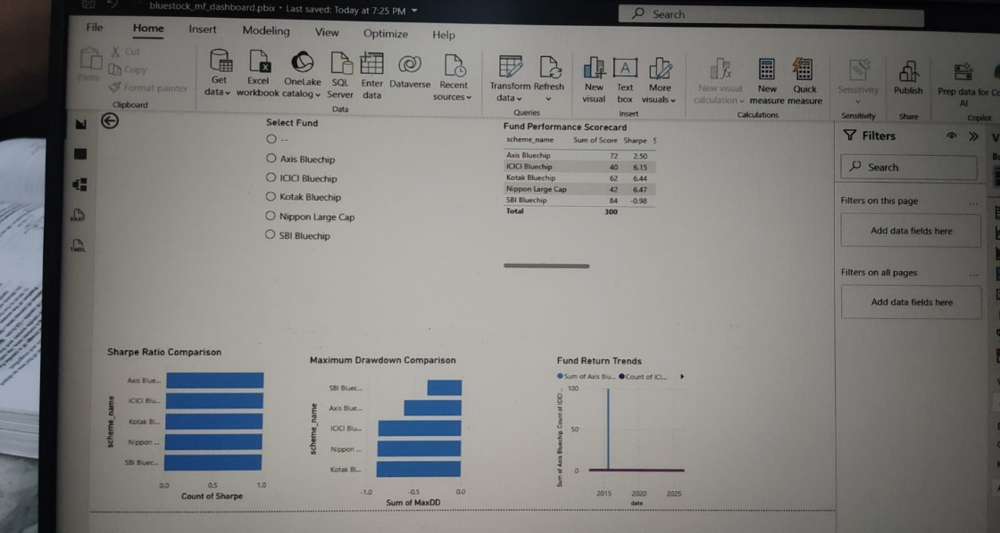 bluestock_mf_dashboard.pbix • Last saved: Today at 7:25 PM
Search
File Home Insert Modeling View Optimize Help
Paste
Cut
Copy
Format painter
Clipboard
Get data
Excel workbook
OneLake catalog
SQL Server
Enter data
Dataverse
Recent sources
Data
Transform data
Refresh
Queries
New visual
Text box
More visuals
Insert
New visual calculation
New measure
Quick measure
Calculations
Sensitivity
Sensitivity
Publish
Share
Prep data for AI
Copilot
Select Fund
--
Axis Bluechip
ICICI Bluechip
Kotak Bluechip
Nippon Large Cap
SBI Bluechip
Fund Performance Scorecard
scheme_name Sum of Score Sharpe S
Axis Bluechip 72 2.50
ICICI Bluechip 40 6.15
Kotak Bluechip 62 6.44
Nippon Large Cap 42 6.47
SBI Bluechip 84 -0.98
Total 300
Filters
Search
Filters on this page
...
Add data fields here
Filters on all pages
...
Add data fields here
Sharpe Ratio Comparison
scheme_name
Axis Blue...
ICICI Blu...
Kotak Bl...
Nippon ...
SBI Bluec...
0.0 0.5 1.0
Count of Sharpe
Maximum Drawdown Comparison
scheme_name
SBI Bluec...
Axis Blue...
ICICI Blu...
Nippon ...
Kotak Bl...
-1.0 -0.5 0.0
Sum of MaxDD
Fund Return Trends
Sum of Axis Blu... Count of ICI...
Sum of Axis Bluechip, Count of ICICI ...
100
50
0
2015 2020 2025
date